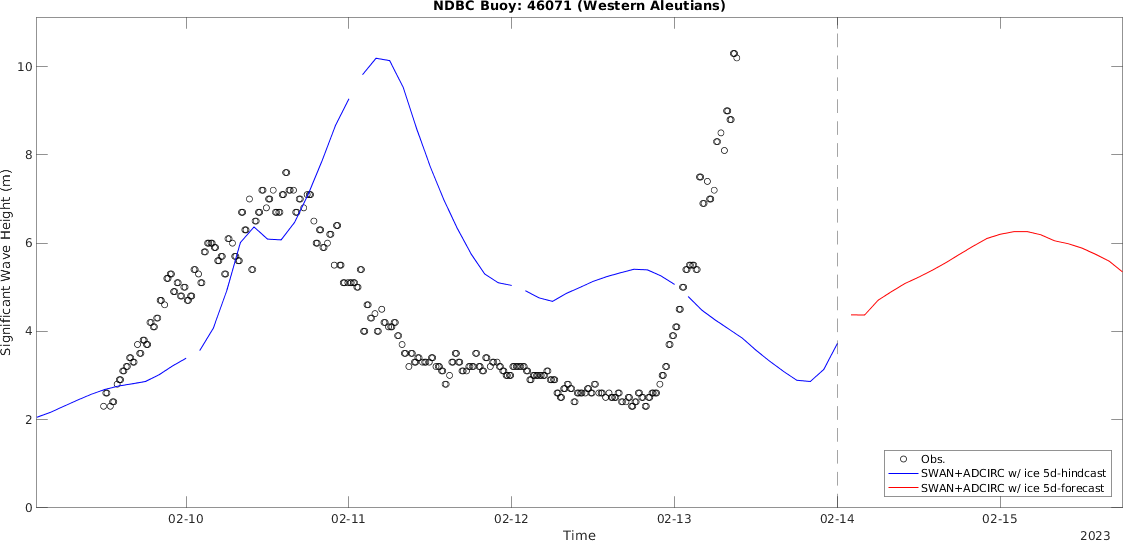 NDBC Buoy: 46071 (Western Aleutians)
Significant Wave Height (m)
10
8
6
4
2
0
02-10
02-11
02-12
02-13
02-14
02-15
Time
2023
Obs.
SWAN+ADCIRC w/ ice 5d-hindcast
SWAN+ADCIRC w/ ice 5d-forecast